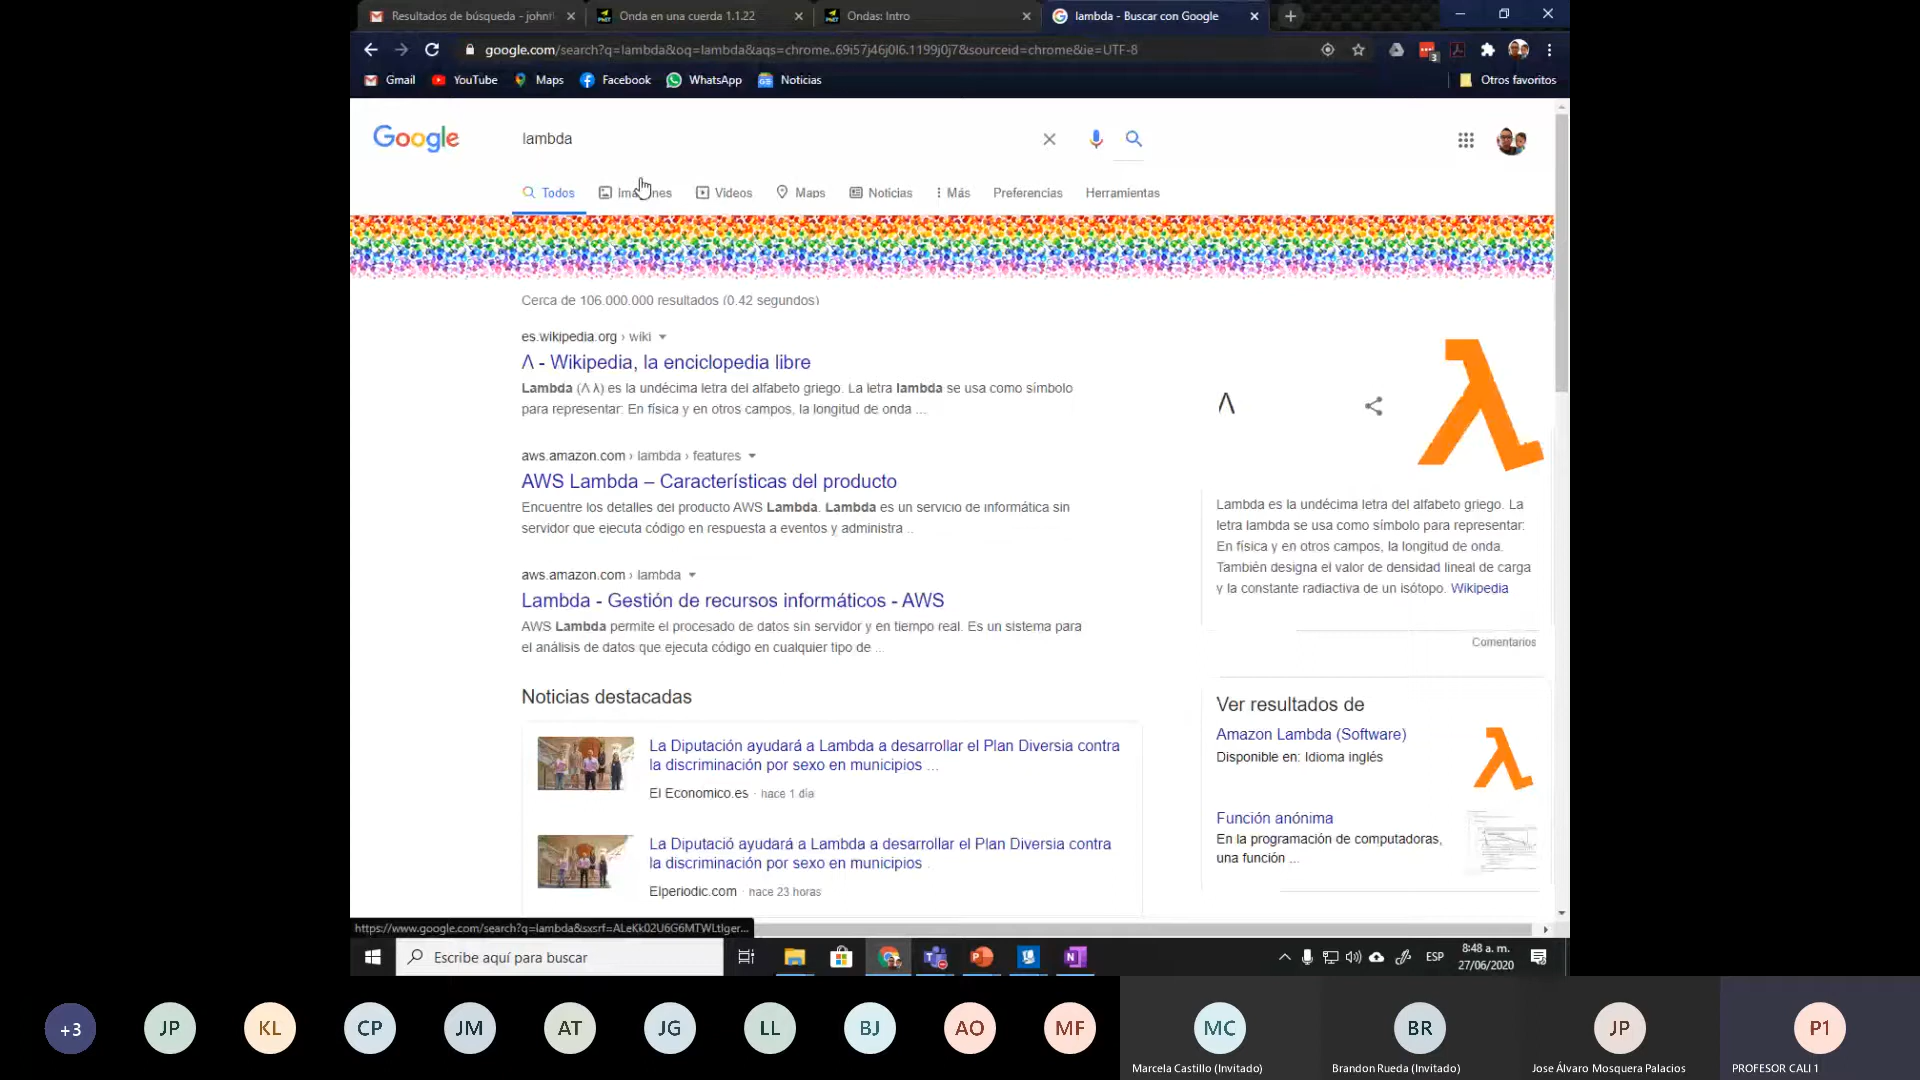 Resultados de búsqueda - johnf
Onda en una cuerda 1.1.22
Ondas: Intro
lambda - Buscar con Google
google.com/search?q=lambda&oq=lambda&aqs=chrome..69i57j46j0l6.1199j0j7&sourceid=chrome&ie=UTF-8
3
Gmail
YouTube
Maps
Facebook
WhatsApp
Noticias
Otros favoritos
Google
lambda
Todos
Imágenes
Videos
Maps
Noticias
Más
Preferencias
Herramientas
Cerca de 106.000.000 resultados (0.42 segundos)
es.wikipedia.org › wiki
Λ - Wikipedia, la enciclopedia libre
Lambda (Λ λ) es la undécima letra del alfabeto griego. La letra lambda se usa como símbolo
para representar: En física y en otros campos, la longitud de onda ...
aws.amazon.com › lambda › features
AWS Lambda – Características del producto
Encuentre los detalles del producto AWS Lambda. Lambda es un servicio de informática sin
servidor que ejecuta código en respuesta a eventos y administra ..
aws.amazon.com › lambda
Lambda - Gestión de recursos informáticos - AWS
AWS Lambda permite el procesado de datos sin servidor y en tiempo real. Es un sistema para
el análisis de datos que ejecuta código en cualquier tipo de ...
Noticias destacadas
La Diputación ayudará a Lambda a desarrollar el Plan Diversia contra
la discriminación por sexo en municipios ...
El Economico.es · hace 1 día
La Diputació ayudará a Lambda a desarrollar el Plan Diversia contra
la discriminación por sexo en municipios
Elperiodic.com · hace 23 horas
Λ
λ
Lambda es la undécima letra del alfabeto griego. La
letra lambda se usa como símbolo para representar:
En física y en otros campos, la longitud de onda.
También designa el valor de densidad lineal de carga
y la constante radiactiva de un isótopo. Wikipedia
Comentarios
Ver resultados de
Amazon Lambda (Software)
Disponible en: Idioma inglés
λ
Función anónima
En la programación de computadoras,
una función ...
https://www.google.com/search?q=lambda&sxsrf=ALeKk02U6G6MTWLtlger...
Escribe aquí para buscar
ESP
8:48 a. m.
27/06/2020
+3
JP
KL
CP
JM
AT
JG
LL
BJ
AO
MF
MC
BR
JP
P1
Marcela Castillo (Invitado)
Brandon Rueda (Invitado)
Jose Álvaro Mosquera Palacios
PROFESOR CALI 1